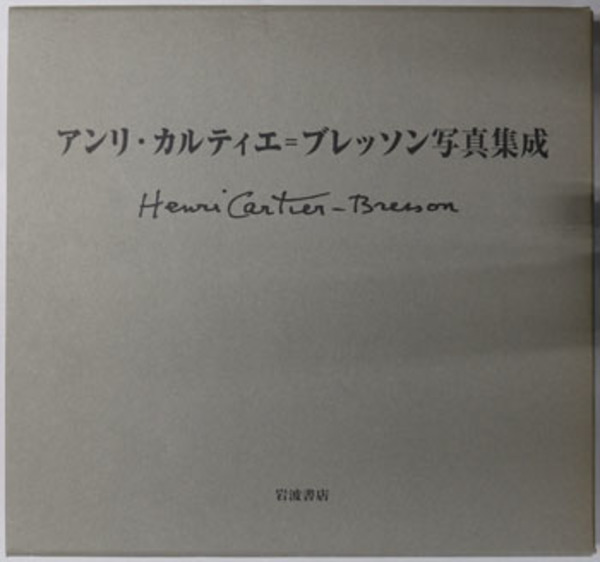 アンリ・カルティエ=ブレッソン写真集成
Henri Cartier-Bresson
岩波書店